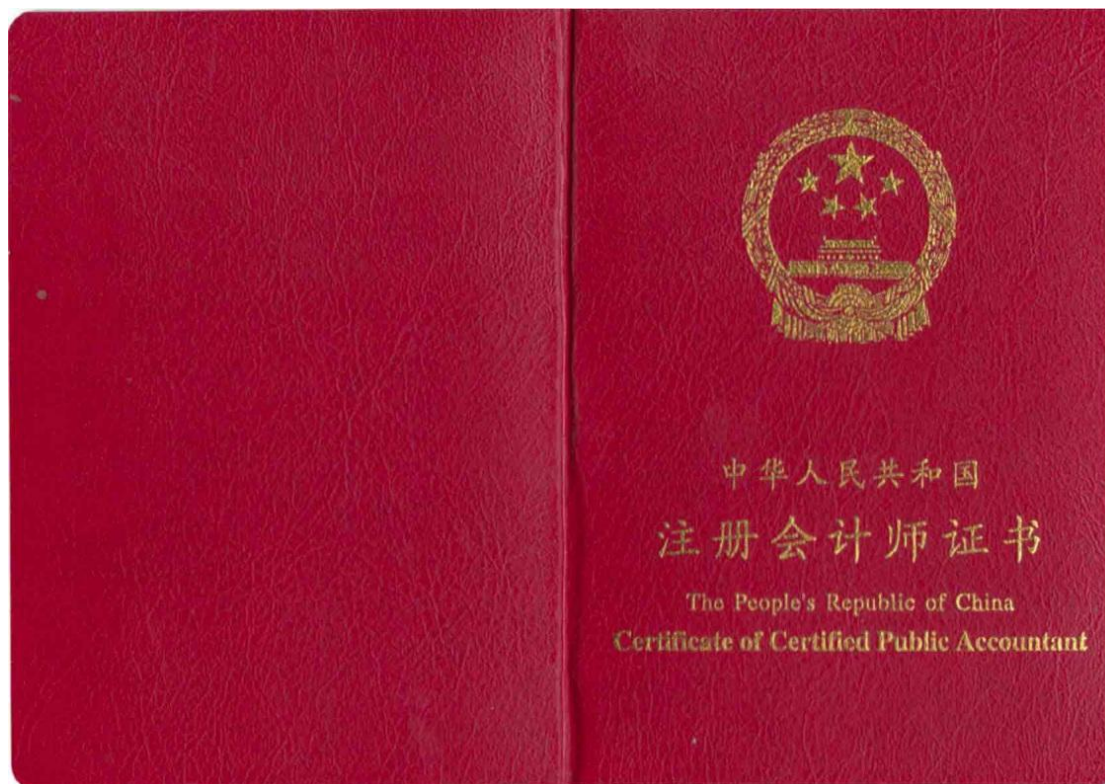 中华人民共和国
注册会计师证书
The People's Republic of China
Certificate of Certified Public Accountant